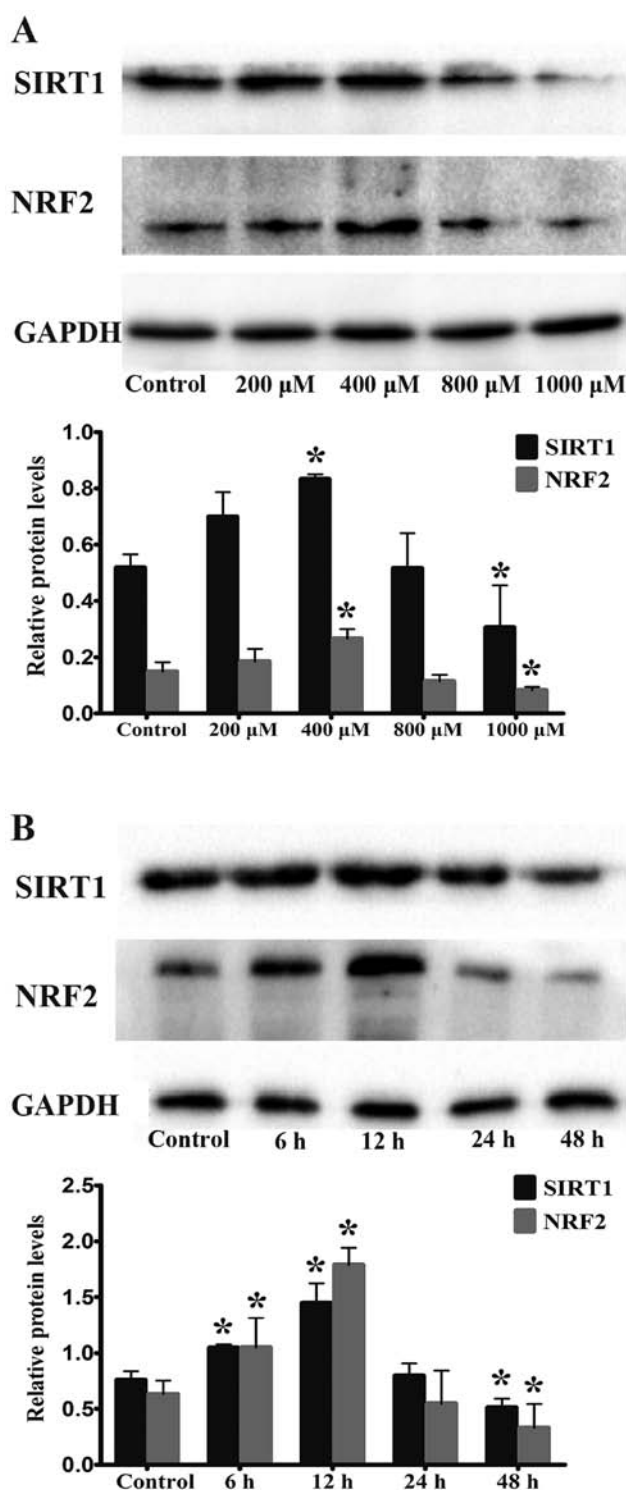 A
SIRT1
NRF2
GAPDH
Control 200 µM 400 µM 800 µM 1000 µM
Relative protein levels
1.0
0.8
0.6
0.4
0.2
0.0
* * * *
SIRT1
NRF2
Control 200 µM 400 µM 800 µM 1000 µM
B
SIRT1
NRF2
GAPDH
Control 6 h 12 h 24 h 48 h
Relative protein levels
2.5
2.0
1.5
1.0
0.5
0.0
* * * * * *
SIRT1
NRF2
Control 6 h 12 h 24 h 48 h